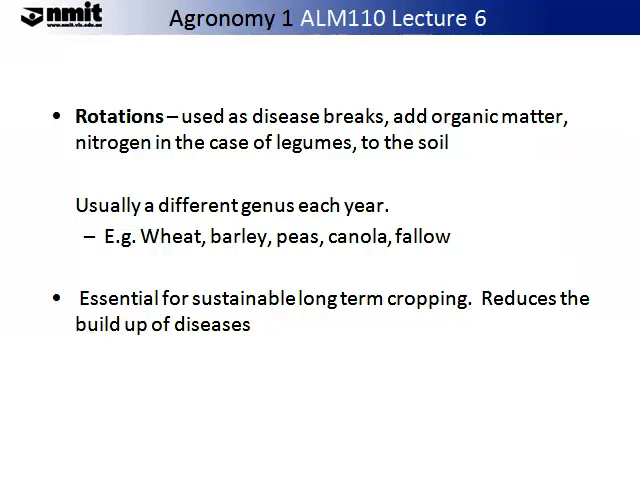 nmit
www.nmit.vic.edu.au
Agronomy 1 ALM110 Lecture 6
• Rotations – used as disease breaks, add organic matter,
nitrogen in the case of legumes, to the soil
Usually a different genus each year.
– E.g. Wheat, barley, peas, canola, fallow
• Essential for sustainable long term cropping. Reduces the
build up of diseases